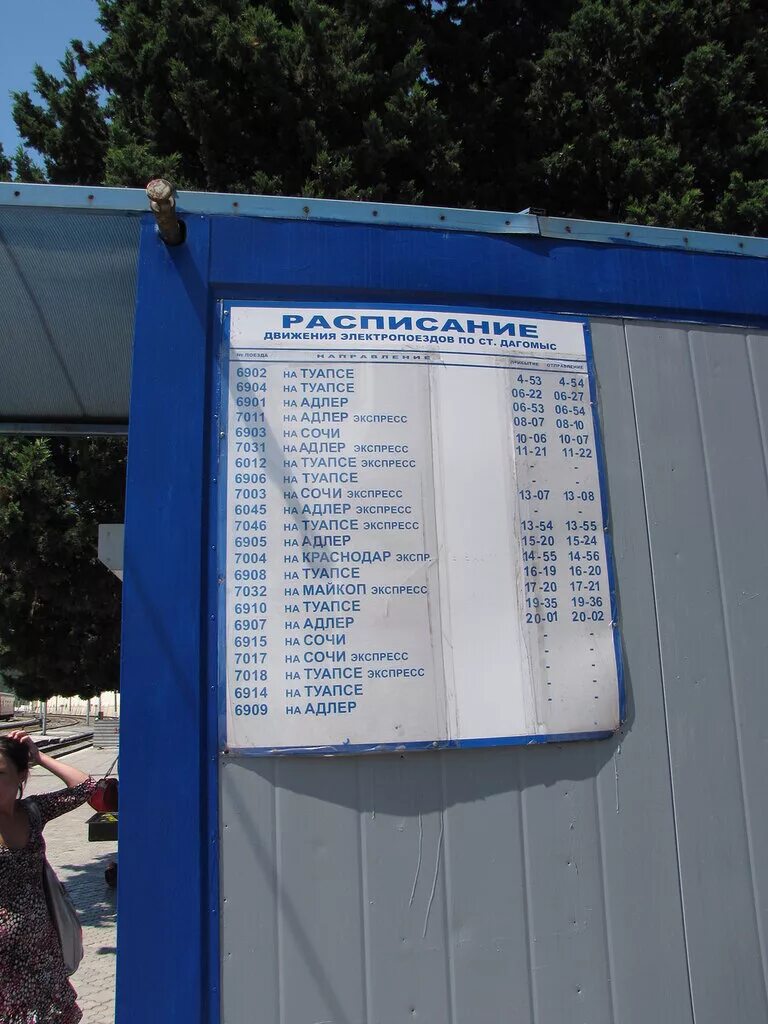 РАСПИСАНИЕ
ДВИЖЕНИЯ ЭЛЕКТРОПОЕЗДОВ ПО СТ. ДАГОМЫС
№ ПОЕЗДА НАПРАВЛЕНИЕ ПРИБЫТИЕ ОТПРАВЛЕНИЕ
6902 НА ТУАПСЕ 4-53 4-54
6904 НА ТУАПСЕ 06-22 06-27
6901 НА АДЛЕР 06-53 06-54
7011 НА АДЛЕР ЭКСПРЕСС 08-07 08-10
6903 НА СОЧИ 10-06 10-07
7031 НА АДЛЕР ЭКСПРЕСС 11-21 11-22
6012 НА ТУАПСЕ ЭКСПРЕСС - -
6906 НА ТУАПСЕ - -
7003 НА СОЧИ ЭКСПРЕСС 13-07 13-08
6045 НА АДЛЕР ЭКСПРЕСС - -
7046 НА ТУАПСЕ ЭКСПРЕСС 13-54 13-55
6905 НА АДЛЕР 15-20 15-24
7004 НА КРАСНОДАР ЭКСПР. 14-55 14-56
6908 НА ТУАПСЕ 16-19 16-20
7032 НА МАЙКОП ЭКСПРЕСС 17-20 17-21
6910 НА ТУАПСЕ 19-35 19-36
6907 НА АДЛЕР 20-01 20-02
6915 НА СОЧИ - -
7017 НА СОЧИ ЭКСПРЕСС - -
7018 НА ТУАПСЕ ЭКСПРЕСС - -
6914 НА ТУАПСЕ - -
6909 НА АДЛЕР - -